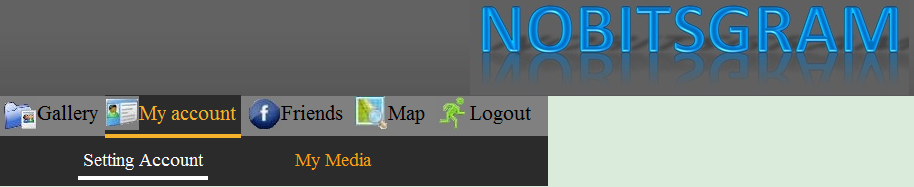 NOBITSGRAM
Gallery My account Friends Map Logout
Setting Account My Media